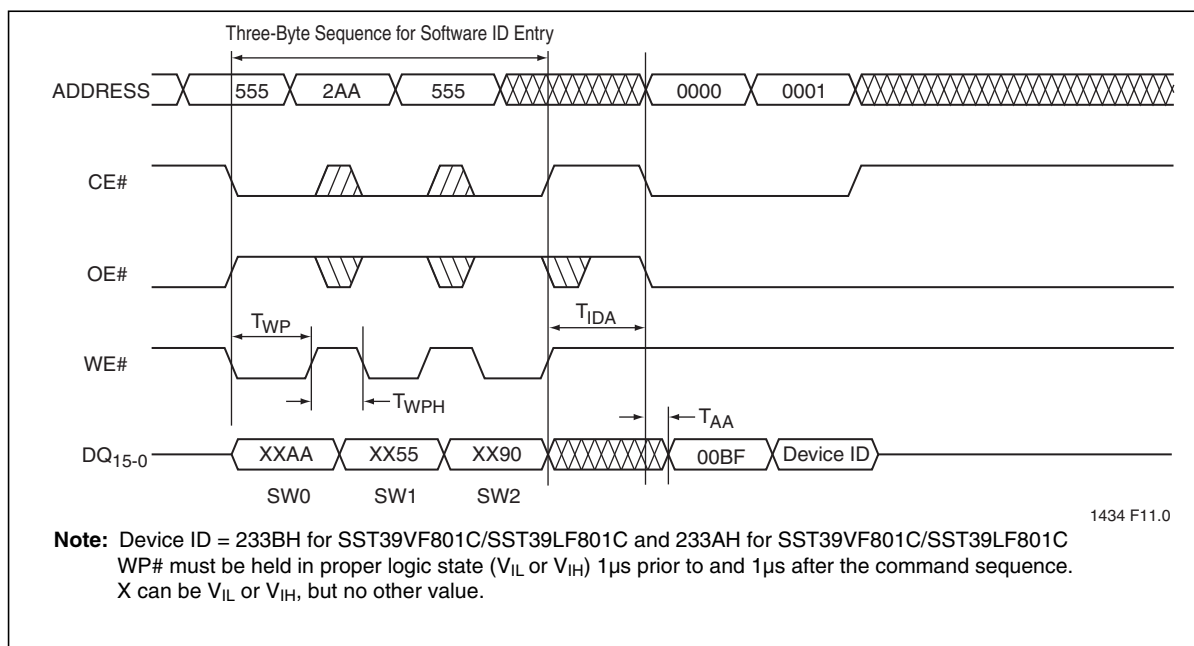 Three-Byte Sequence for Software ID Entry
ADDRESS 555 2AA 555 0000 0001
CE#
OE#
TWP TIDA
WE#
TWPH
TAA
DQ15-0 XXAA XX55 XX90 00BF Device ID
SW0 SW1 SW2
1434 F11.0
Note: Device ID = 233BH for SST39VF801C/SST39LF801C and 233AH for SST39VF801C/SST39LF801C
WP# must be held in proper logic state (VIL or VIH) 1µs prior to and 1µs after the command sequence.
X can be VIL or VIH, but no other value.